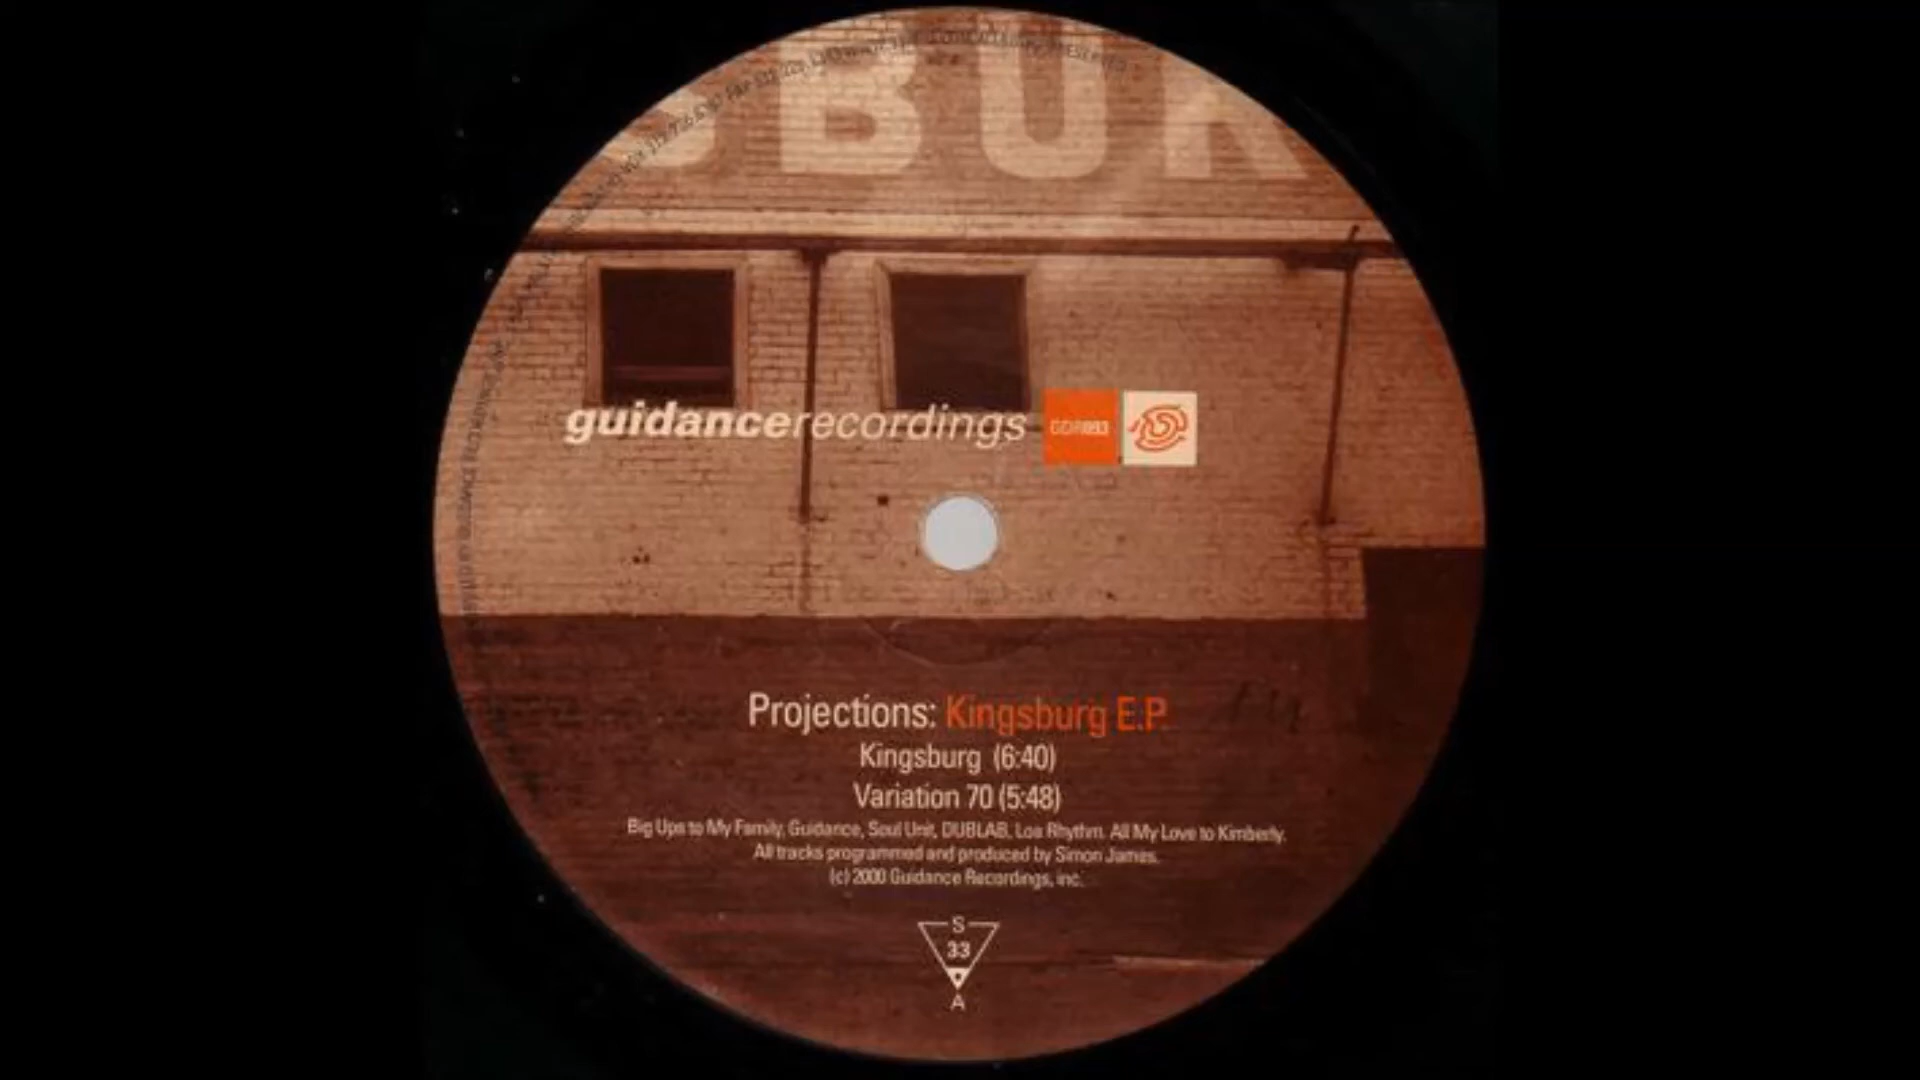 SBUR
guidancerecordings
Projections: Kingsburg E.P.
Kingsburg (6:40)
Variation 70 (5:48)
Big Ups to My Family, Guidance, Soul Unit, DUBLAB, Loa Rhythm. All My Love to Kimberly.
All tracks programmed and produced by Simon James.
(c) 2000 Guidance Recordings, inc.
S
33
A